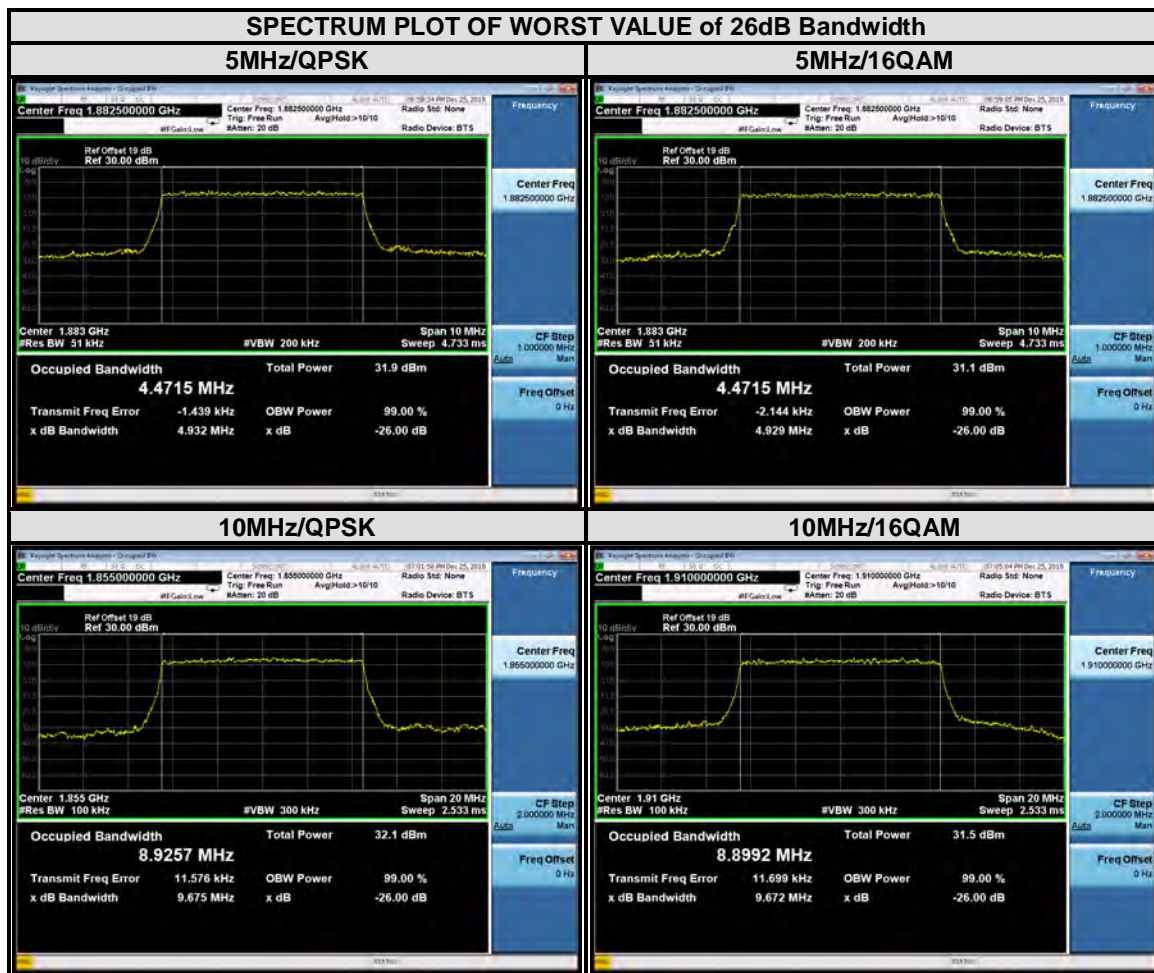 SPECTRUM PLOT OF WORST VALUE of 26dB Bandwidth
5MHz/QPSK
5MHz/16QAM
Center Freq 1.882500000 GHz
Center Freq: 1.882500000 GHz
Radio Std: None
Frequency
Trig: Free Run Avg|Hold:>10/10
#IFGain:Low
#Atten: 20 dB
Radio Device: BTS
Ref Offset 19 dB
10 dB/div Ref 30.00 dBm
Log
Center Freq
1.882500000 GHz
Center 1.883 GHz
Span 10 MHz
#Res BW 51 kHz
#VBW 200 kHz
Sweep 4.733 ms
CF Step
1.000000 MHz
Auto Man
Occupied Bandwidth
Total Power 31.9 dBm
4.4715 MHz
Freq Offset
0 Hz
Transmit Freq Error -1.439 kHz
OBW Power 99.00 %
x dB Bandwidth 4.932 MHz
x dB -26.00 dB
Center Freq 1.882500000 GHz
Center Freq: 1.882500000 GHz
Radio Std: None
Frequency
Trig: Free Run Avg|Hold:>10/10
#IFGain:Low
#Atten: 20 dB
Radio Device: BTS
Ref Offset 19 dB
10 dB/div Ref 30.00 dBm
Log
Center Freq
1.882500000 GHz
Center 1.883 GHz
Span 10 MHz
#Res BW 51 kHz
#VBW 200 kHz
Sweep 4.733 ms
CF Step
1.000000 MHz
Auto Man
Occupied Bandwidth
Total Power 31.1 dBm
4.4715 MHz
Freq Offset
0 Hz
Transmit Freq Error -2.144 kHz
OBW Power 99.00 %
x dB Bandwidth 4.929 MHz
x dB -26.00 dB
10MHz/QPSK
10MHz/16QAM
Center Freq 1.855000000 GHz
Center Freq: 1.855000000 GHz
Radio Std: None
Frequency
Trig: Free Run Avg|Hold:>10/10
#IFGain:Low
#Atten: 20 dB
Radio Device: BTS
Ref Offset 19 dB
10 dB/div Ref 30.00 dBm
Log
Center Freq
1.855000000 GHz
Center 1.855 GHz
Span 20 MHz
#Res BW 100 kHz
#VBW 300 kHz
Sweep 2.533 ms
CF Step
2.000000 MHz
Auto Man
Occupied Bandwidth
Total Power 32.1 dBm
8.9257 MHz
Freq Offset
0 Hz
Transmit Freq Error 11.576 kHz
OBW Power 99.00 %
x dB Bandwidth 9.675 MHz
x dB -26.00 dB
Center Freq 1.910000000 GHz
Center Freq: 1.910000000 GHz
Radio Std: None
Frequency
Trig: Free Run Avg|Hold:>10/10
#IFGain:Low
#Atten: 20 dB
Radio Device: BTS
Ref Offset 19 dB
10 dB/div Ref 30.00 dBm
Log
Center Freq
1.910000000 GHz
Center 1.91 GHz
Span 20 MHz
#Res BW 100 kHz
#VBW 300 kHz
Sweep 2.533 ms
CF Step
2.000000 MHz
Auto Man
Occupied Bandwidth
Total Power 31.5 dBm
8.8992 MHz
Freq Offset
0 Hz
Transmit Freq Error 11.699 kHz
OBW Power 99.00 %
x dB Bandwidth 9.672 MHz
x dB -26.00 dB